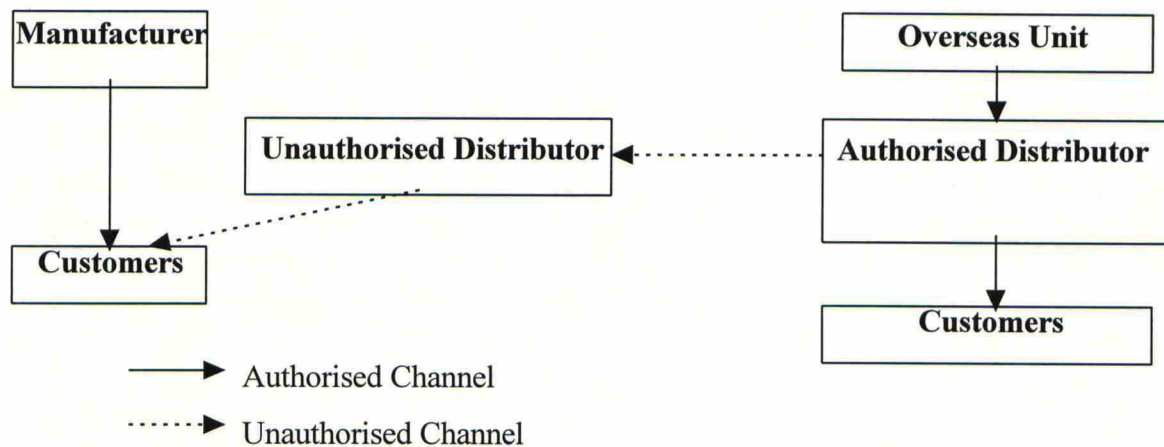 Manufacturer
Overseas Unit
Unauthorised Distributor
Authorised Distributor
Customers
Customers
Authorised Channel
Unauthorised Channel